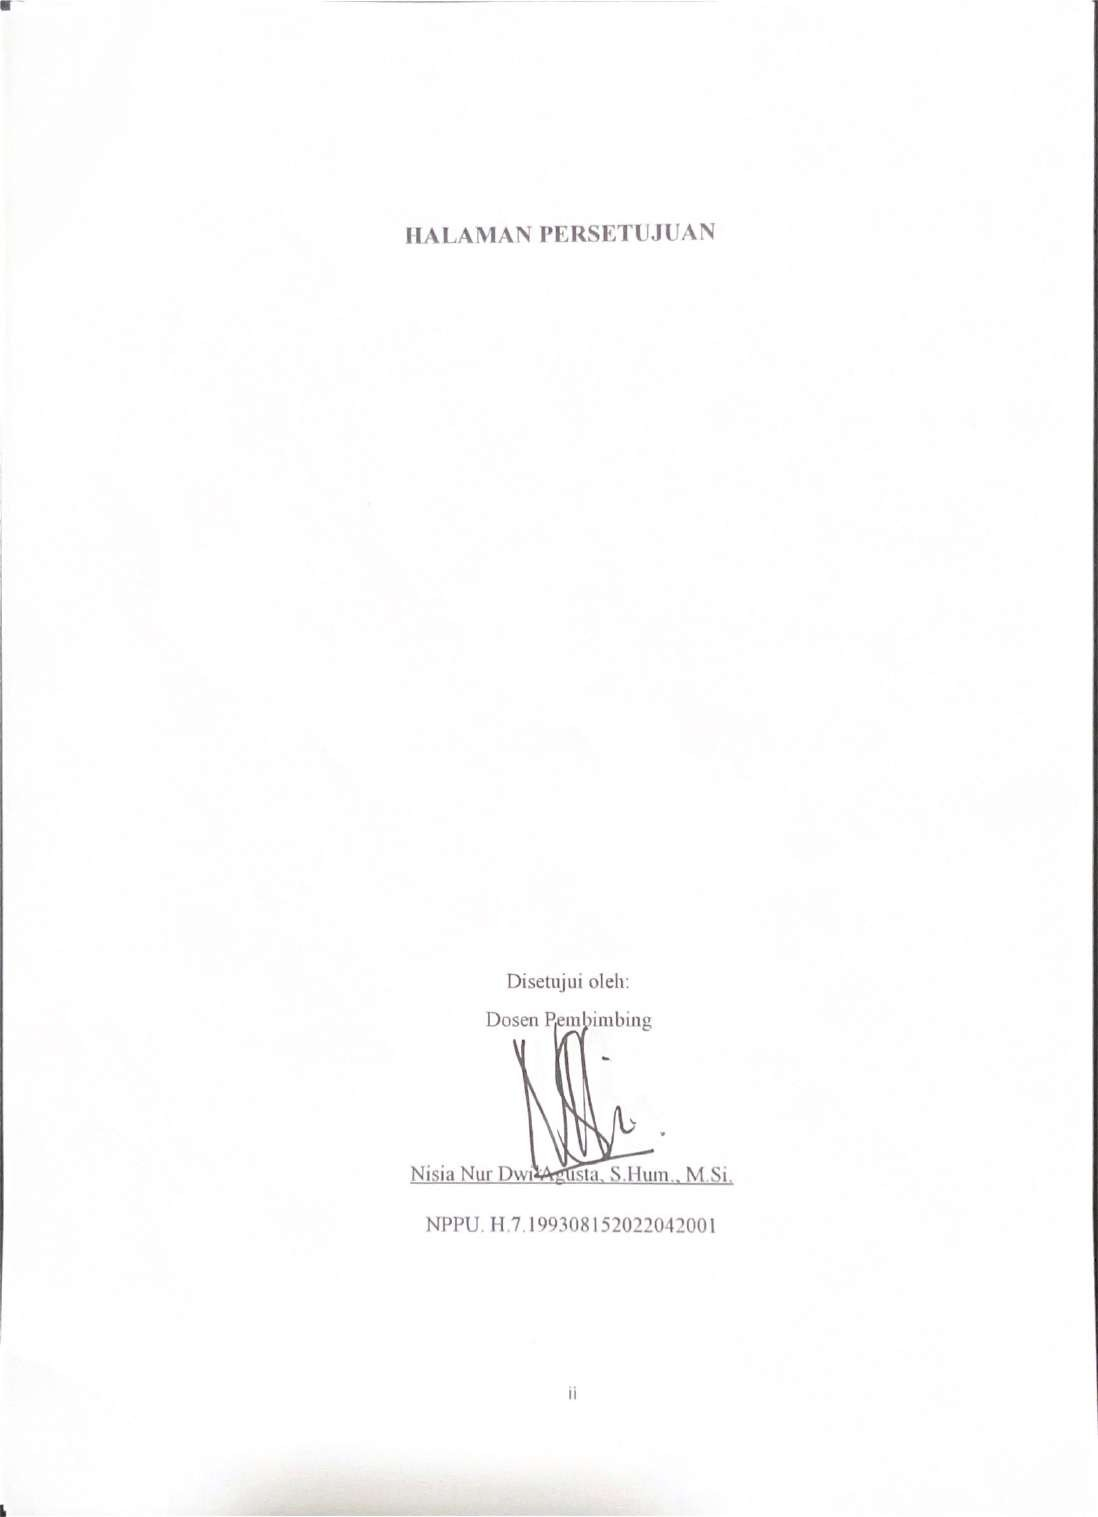 HALAMAN PERSETUJUAN
Disetujui oleh:
Dosen Pembimbing
Nisia Nur Dwi Agusta, S.Hum., M.Si.
NPPU. H.7.199308152022042001
ii